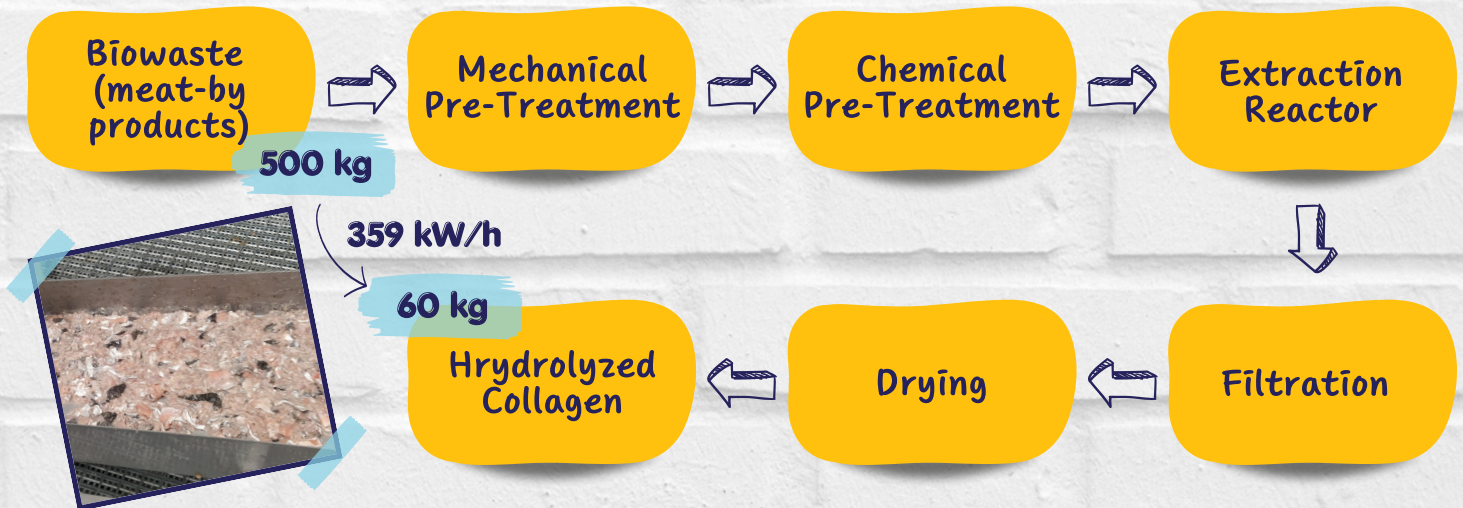 Biowaste
(meat-by
products)
500 kg
Mechanical
Pre-Treatment
Chemical
Pre-Treatment
Extraction
Reactor
359 kW/h
60 kg
Hrydrolyzed
Collagen
Drying
Filtration